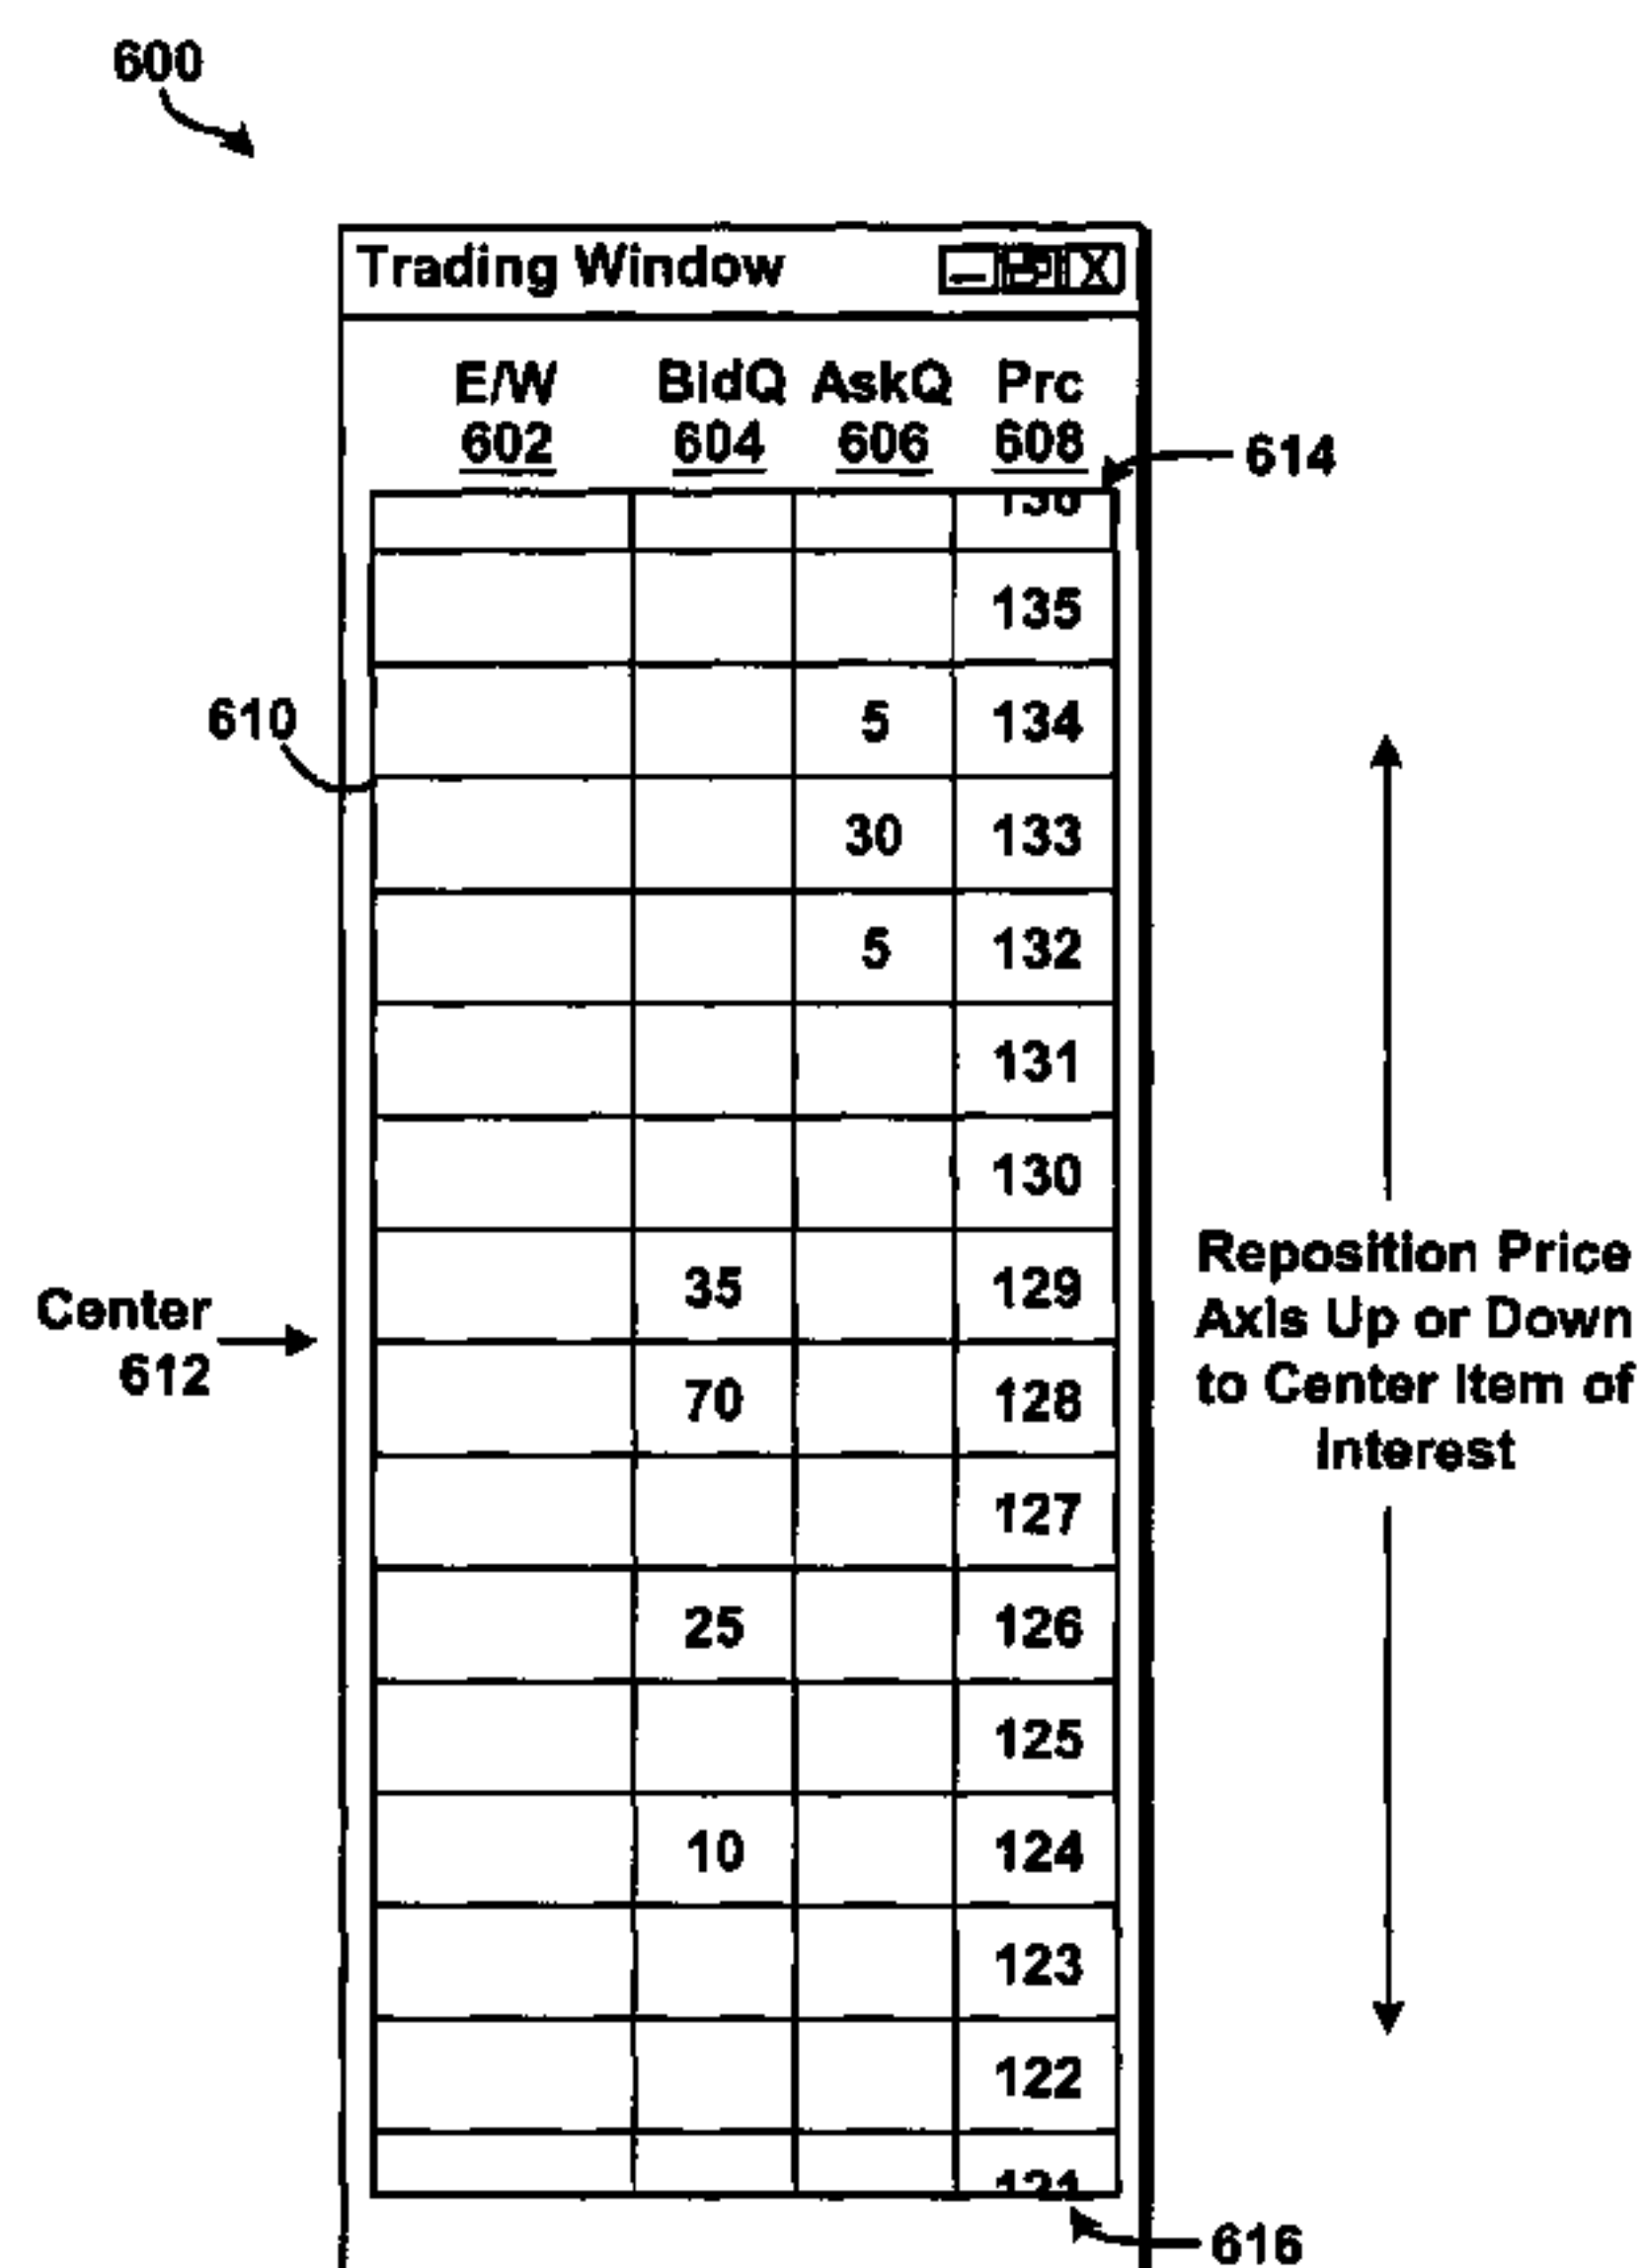 600
Trading Window
E/W BidQ AskQ Prc
602 604 606 608
614
136
135
610
5 134
30 133
5 132
131
130
35 129
Center
612
70 128
127
25 126
125
10 124
123
122
121
616
Reposition Price
Axis Up or Down
to Center Item of
Interest